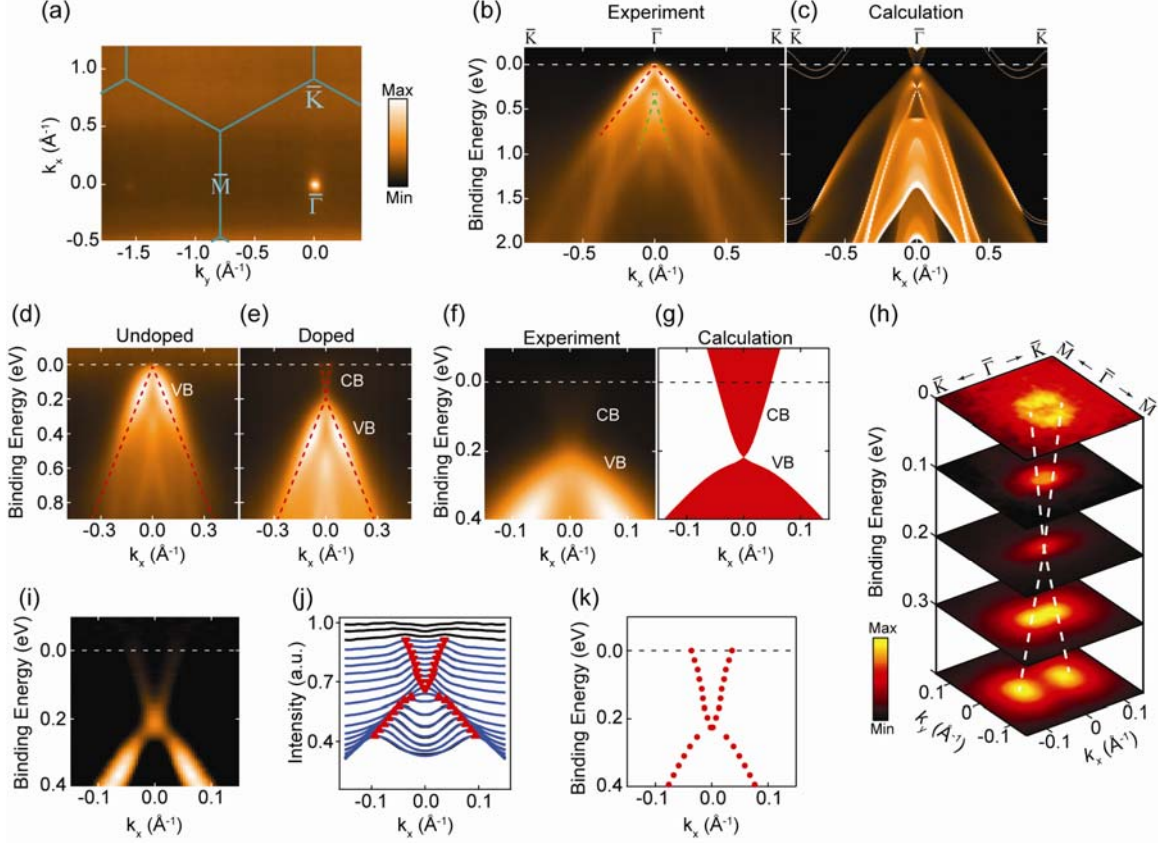 (a)
1.0
0.5
0.0
-0.5
-1.5
-1.0
-0.5
0.0
k_x (Å⁻¹)
k_y (Å⁻¹)
K̅
M̅
Γ̅
Max
Min
(b)
Experiment
K̅
Γ̅
K̅
0.0
0.5
1.0
1.5
2.0
Binding Energy (eV)
-0.5
0.0
0.5
k_x (Å⁻¹)
(c)
Calculation
K̅
Γ̅
K̅
-0.5
0.0
0.5
k_x (Å⁻¹)
(d)
Undoped
VB
0.0
0.2
0.4
0.6
0.8
Binding Energy (eV)
-0.3
0.0
0.3
k_x (Å⁻¹)
(e)
Doped
CB
VB
-0.3
0.0
0.3
k_x (Å⁻¹)
(f)
Experiment
CB
VB
0.0
0.2
0.4
Binding Energy (eV)
-0.1
0.0
0.1
k_x (Å⁻¹)
(g)
Calculation
CB
VB
-0.1
0.0
0.1
k_x (Å⁻¹)
(h)
K̅ ← Γ̅ → K̅
M̅ ← Γ̅ → M̅
0
0.1
0.2
0.3
Binding Energy (eV)
Max
Min
0.1
0
-0.1
k_y (Å⁻¹)
-0.1
0
0.1
k_x (Å⁻¹)
(i)
0.0
0.2
0.4
Binding Energy (eV)
-0.1
0.0
0.1
k_x (Å⁻¹)
(j)
1.0
0.7
0.4
Intensity (a.u.)
-0.1
0.0
0.1
k_x (Å⁻¹)
(k)
0.0
0.2
0.4
Binding Energy (eV)
-0.1
0.0
0.1
k_x (Å⁻¹)